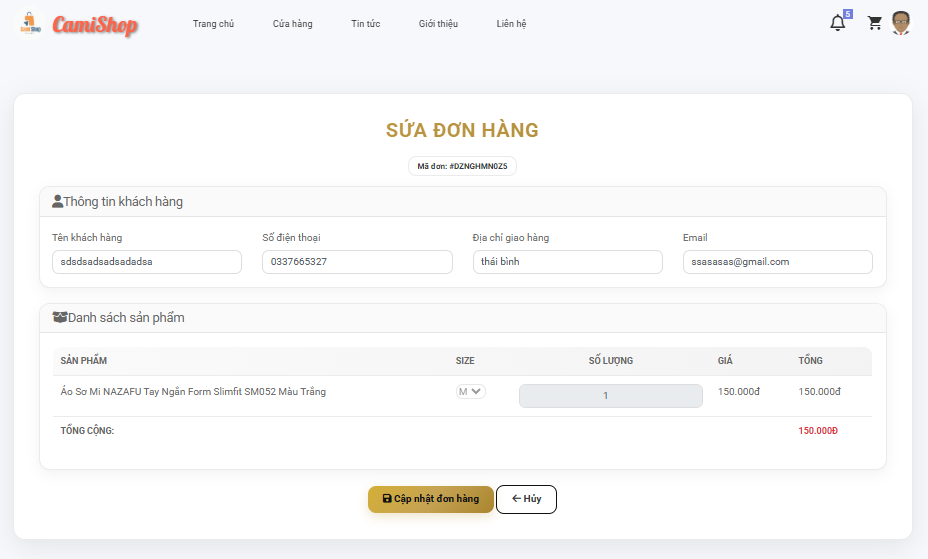 CamiShop Trang chủ Cửa hàng Tin tức Giới thiệu Liên hệ 5
SỬA ĐƠN HÀNG
Mã đơn: #DZNGHMN0Z5
Thông tin khách hàng
Tên khách hàng Số điện thoại Địa chỉ giao hàng Email
sdsdsadsadsadadsa 0337665327 thái bình ssasasas@gmail.com
Danh sách sản phẩm
SẢN PHẨM SIZE SỐ LƯỢNG GIÁ TỔNG
Áo Sơ Mi NAZAFU Tay Ngắn Form Slimfit SM052 Màu Trắng M 1 150.000đ 150.000đ
TỔNG CỘNG: 150.000Đ
Cập nhật đơn hàng Hủy